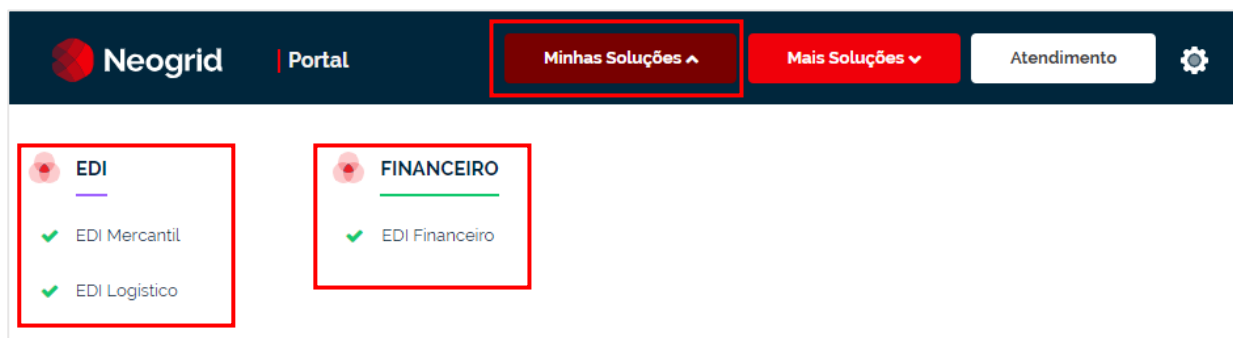 Neogrid | Portal Minhas Soluções Mais Soluções Atendimento
EDI FINANCEIRO
EDI Mercantil EDI Financeiro
EDI Logístico